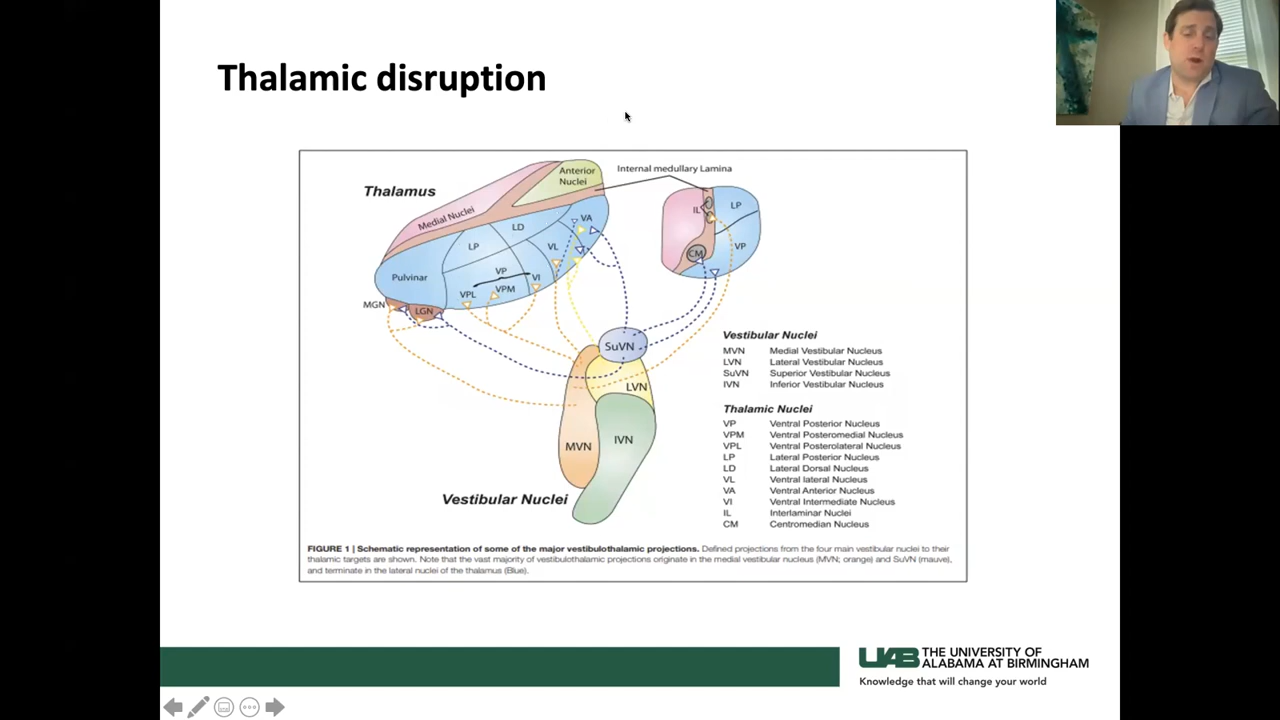 Thalamic disruption
Internal medullary Lamina
Anterior
Nuclei
Thalamus
Medial Nuclei
VA
LD
LP
VL
Pulvinar
VP
VI
VPL
VPM
MGN
LGN
IL
LP
VP
CM
SuVN
LVN
MVN
IVN
Vestibular Nuclei
Vestibular Nuclei
MVN Medial Vestibular Nucleus
LVN Lateral Vestibular Nucleus
SuVN Superior Vestibular Nucleus
IVN Inferior Vestibular Nucleus
Thalamic Nuclei
VP Ventral Posterior Nucleus
VPM Ventral Posteromedial Nucleus
VPL Ventral Posterolateral Nucleus
LP Lateral Posterior Nucleus
LD Lateral Dorsal Nucleus
VL Ventral lateral Nucleus
VA Ventral Anterior Nucleus
VI Ventral Intermediate Nucleus
IL Interlaminar Nuclei
CM Centromedian Nucleus
FIGURE 1 | Schematic representation of some of the major vestibulothalamic projections. Defined projections from the four main vestibular nuclei to their
thalamic targets are shown. Note that the vast majority of vestibulothalamic projections originate in the medial vestibular nucleus (MVN; orange) and SuVN (mauve),
and terminate in the lateral nuclei of the thalamus (Blue).
UAB THE UNIVERSITY OF
ALABAMA AT BIRMINGHAM
Knowledge that will change your world